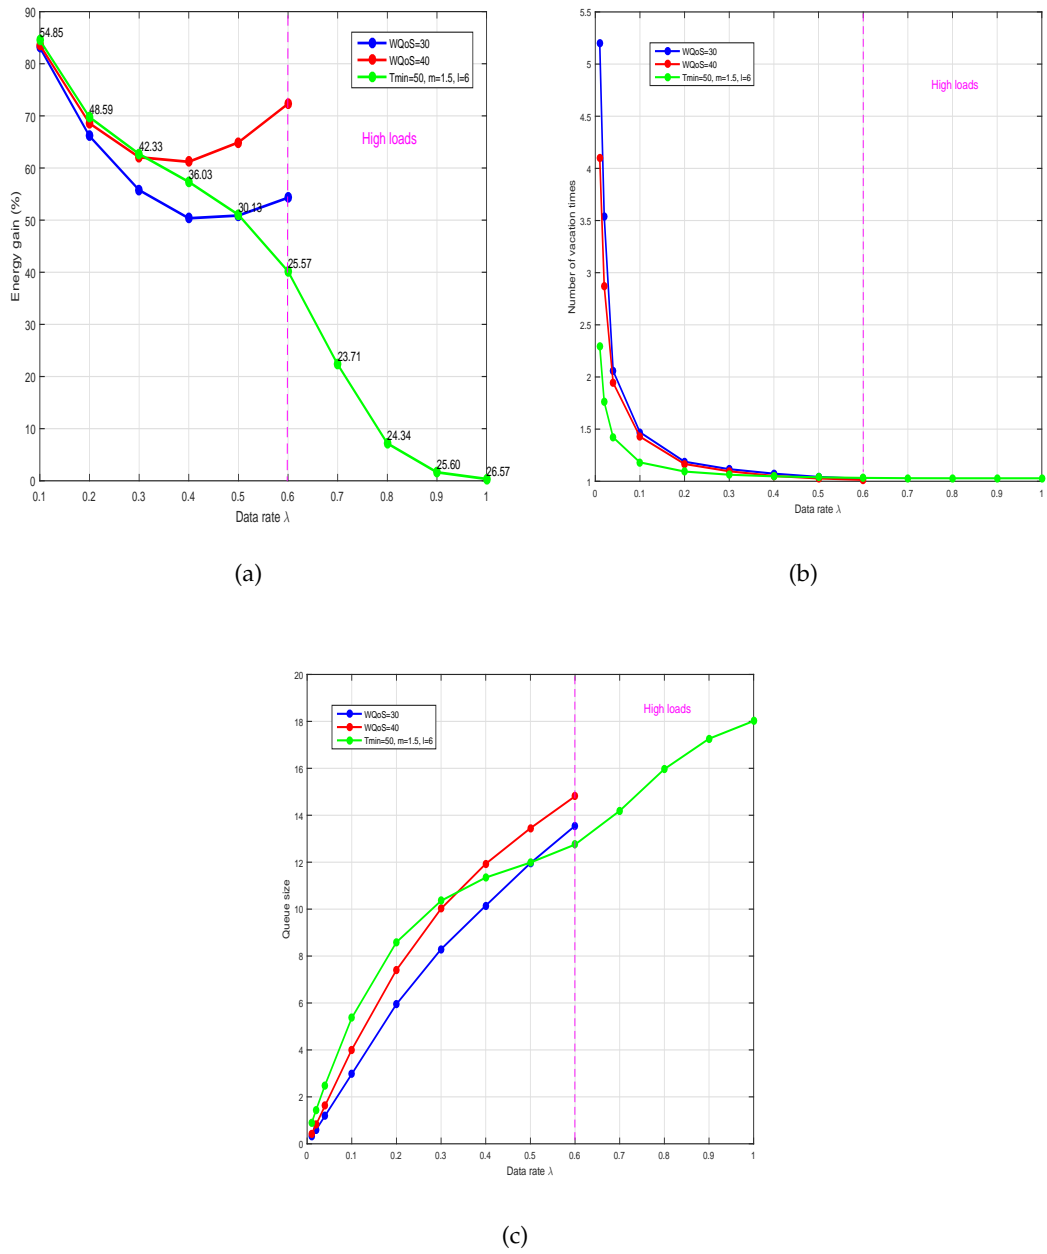 90
80
70
60
50
40
30
20
10
0
Energy gain (%)
54.85
48.59
42.33
36.03
30.13
25.57
23.71
24.34
25.60
26.57
WQoS=30
WQoS=40
Tmin=50, m=1.5, l=6
High loads
0.1 0.2 0.3 0.4 0.5 0.6 0.7 0.8 0.9 1
Data rate λ
(a)
5.5
5
4.5
4
3.5
3
2.5
2
1.5
1
Number of vacation times
WQoS=30
WQoS=40
Tmin=50, m=1.5, l=6
High loads
0 0.1 0.2 0.3 0.4 0.5 0.6 0.7 0.8 0.9 1
Data rate λ
(b)
20
18
16
14
12
10
8
6
4
2
0
Queue size
WQoS=30
WQoS=40
Tmin=50, m=1.5, l=6
High loads
0 0.1 0.2 0.3 0.4 0.5 0.6 0.7 0.8 0.9 1
Data rate λ
(c)